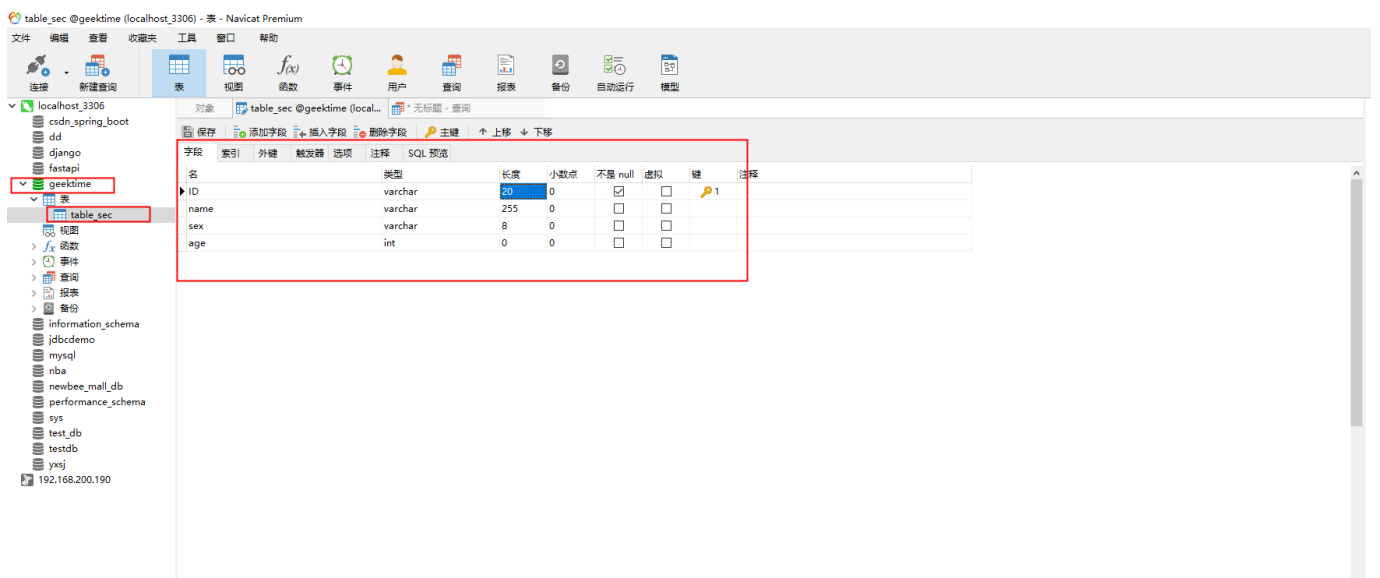 table_sec @geektime (localhost_3306) - 表 - Navicat Premium
文件 编辑 查看 收藏夹 工具 窗口 帮助
f(x)
连接 新建查询 表 视图 函数 事件 用户 查询 报表 备份 自动运行 模型
localhost_3306
csdn_spring_boot
dd
django
fastapi
geektime
表
table_sec
视图
fx 函数
事件
查询
报表
备份
information_schema
jdbcdemo
mysql
nba
newbee_mall_db
performance_schema
sys
test_db
testdb
yxsj
192.168.200.190
对象 table_sec @geektime (local... * 无标题 - 查询
保存 添加字段 插入字段 删除字段 主键 ↑ 上移 ↓ 下移
字段 索引 外键 触发器 选项 注释 SQL 预览
名 类型 长度 小数点 不是 null 虚拟 键 注释
ID varchar 20 0 1
name varchar 255 0
sex varchar 8 0
age int 0 0